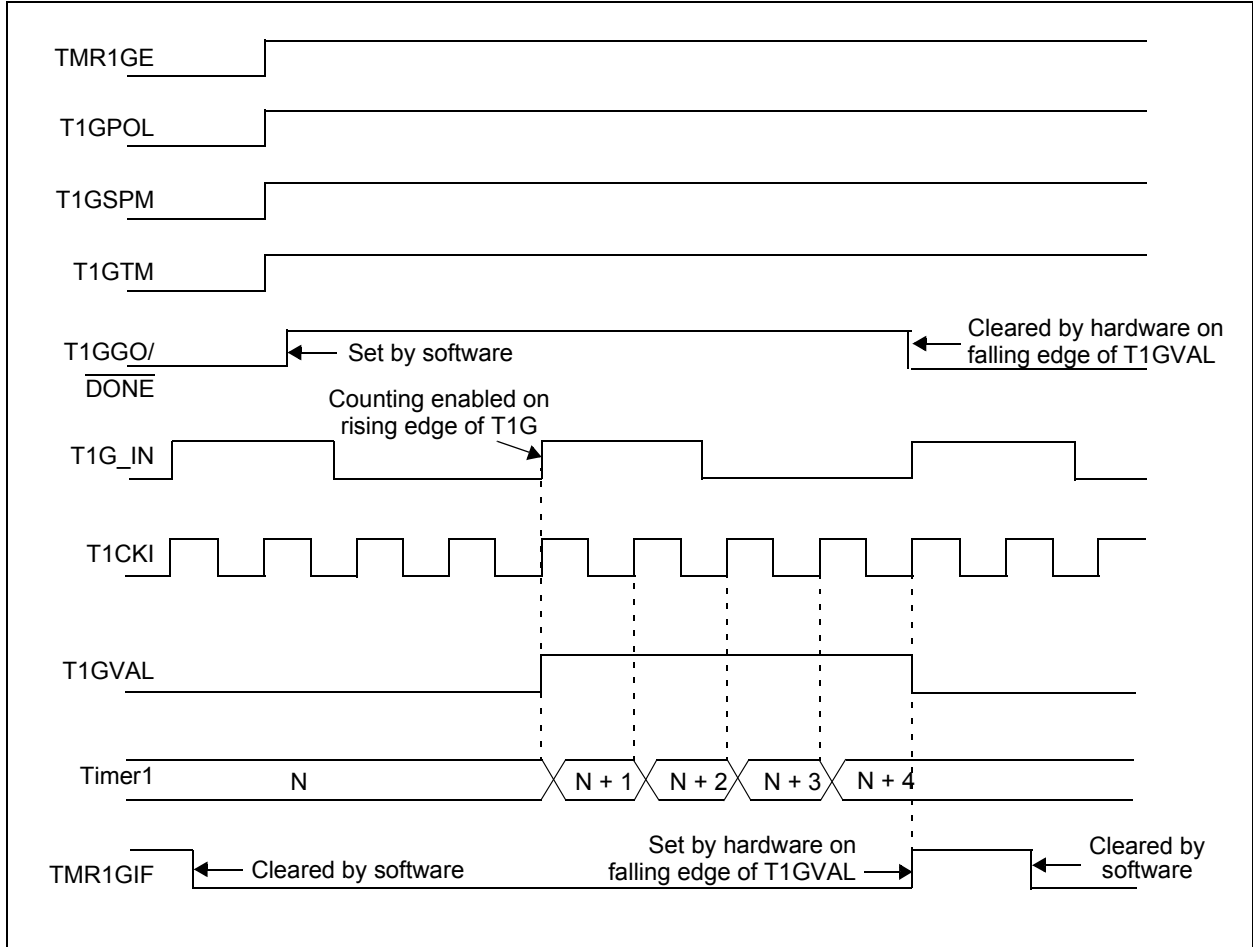 TMR1GE
T1GPOL
T1GSPM
T1GTM
T1GGO/
DONE
Set by software
Cleared by hardware on
falling edge of T1GVAL
Counting enabled on
rising edge of T1G
T1G_IN
T1CKI
T1GVAL
Timer1
N
N + 1
N + 2
N + 3
N + 4
TMR1GIF
Cleared by software
Set by hardware on
falling edge of T1GVAL
Cleared by
software